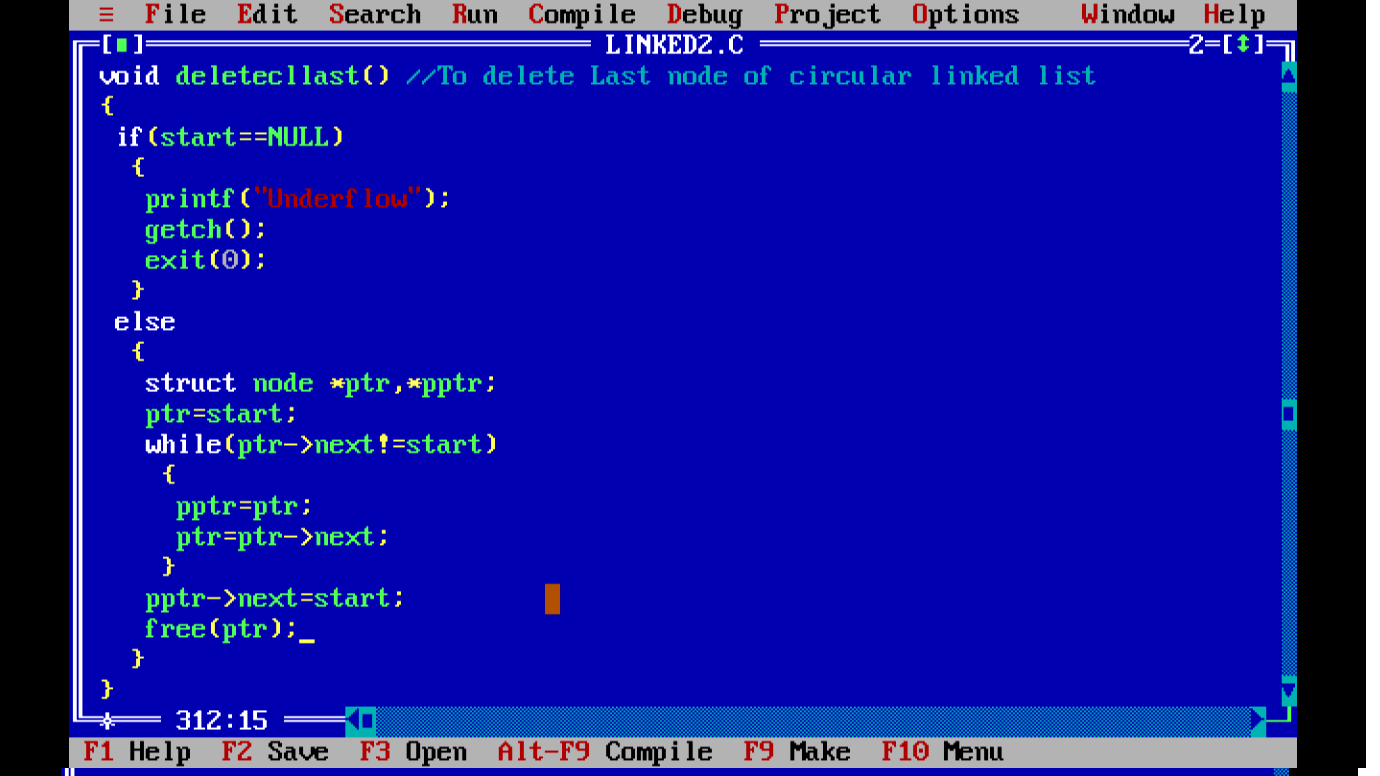 ≡ File Edit Search Run Compile Debug Project Options Window Help
[■] LINKED2.C 2=[↕]
void deletecllast() //To delete Last node of circular linked list
{
if(start==NULL)
{
printf("Underflow");
getch();
exit(0);
}
else
{
struct node *ptr,*pptr;
ptr=start;
while(ptr->next!=start)
{
pptr=ptr;
ptr=ptr->next;
}
pptr->next=start;
free(ptr);_
}
}
312:15
F1 Help F2 Save F3 Open Alt-F9 Compile F9 Make F10 Menu